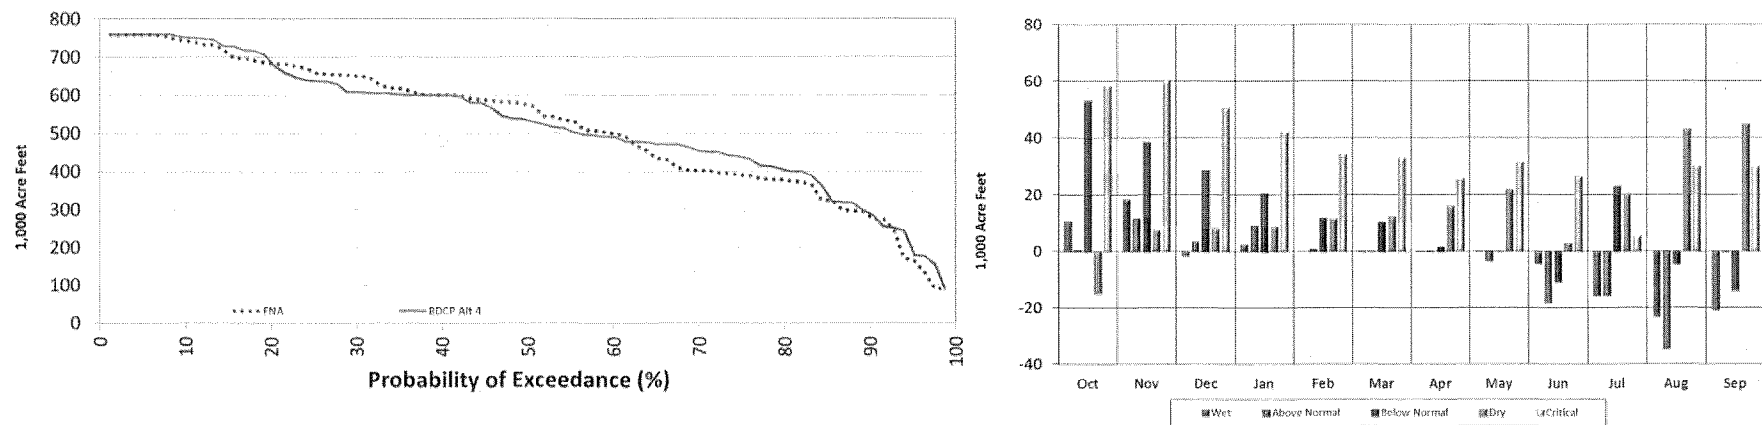 800
700
600
500
400
300
200
100
0
1,000 Acre Feet
FNA
BDCP Alt 4
0 10 20 30 40 50 60 70 80 90 100
Probability of Exceedance (%)
80
60
40
20
0
-20
-40
1,000 Acre Feet
Oct Nov Dec Jan Feb Mar Apr May Jun Jul Aug Sep
Wet Above Normal Below Normal Dry Critical